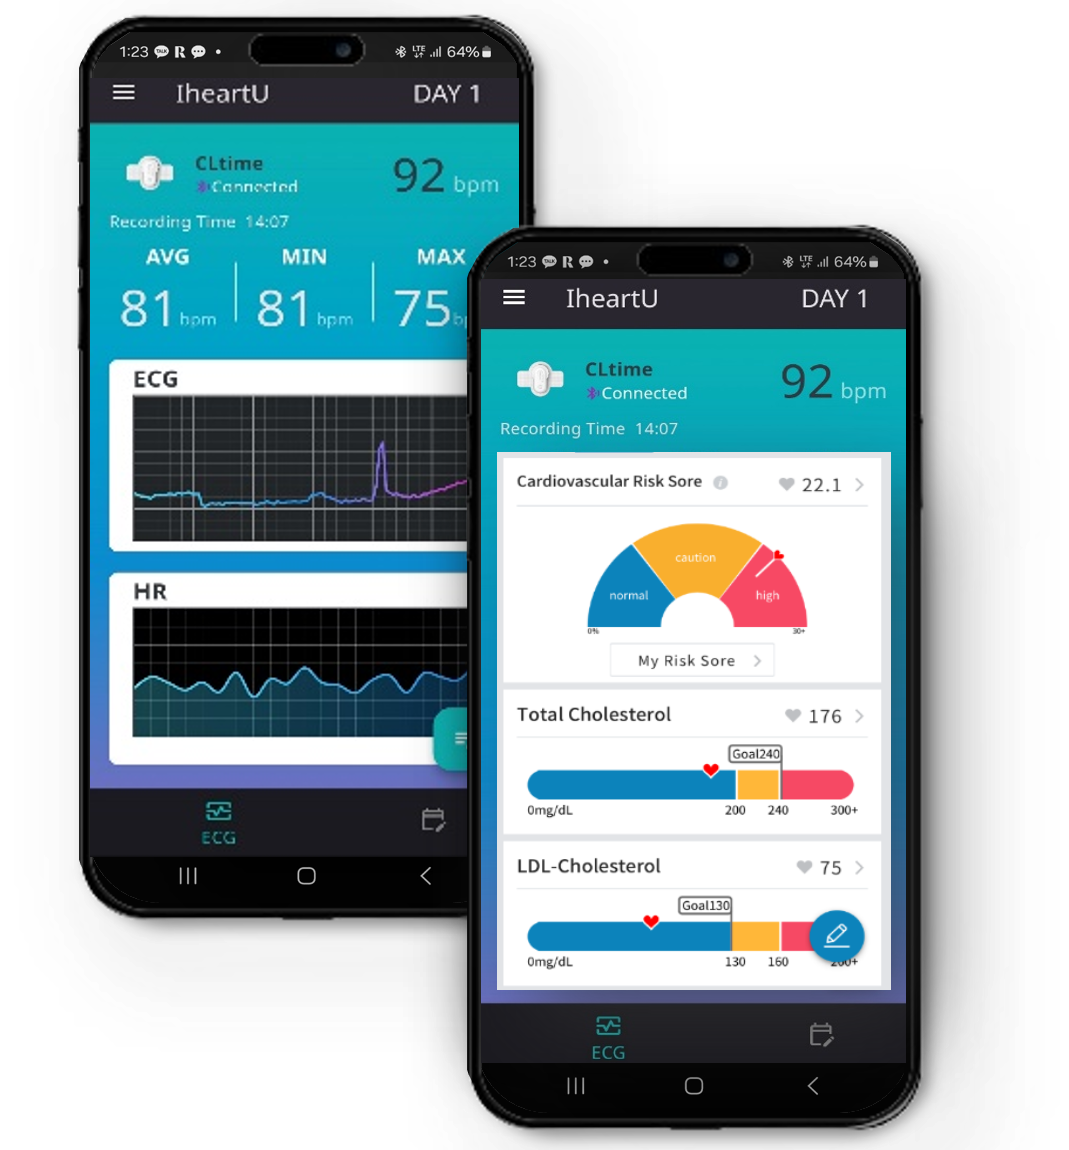 1:23 TALK R 64%
IheartU DAY 1
CLtime
Connected
92 bpm
Recording Time 14:07
AVG MIN MAX
81 bpm 81 bpm 75
ECG
HR
ECG
1:23 TALK R LTE 64%
IheartU DAY 1
CLtime
Connected
92 bpm
Recording Time 14:07
Cardiovascular Risk Sore i 22.1
caution
normal high
0% 30+
My Risk Sore
Total Cholesterol 176
Goal240
0mg/dL 200 240 300+
LDL-Cholesterol 75
Goal130
0mg/dL 130 160
ECG